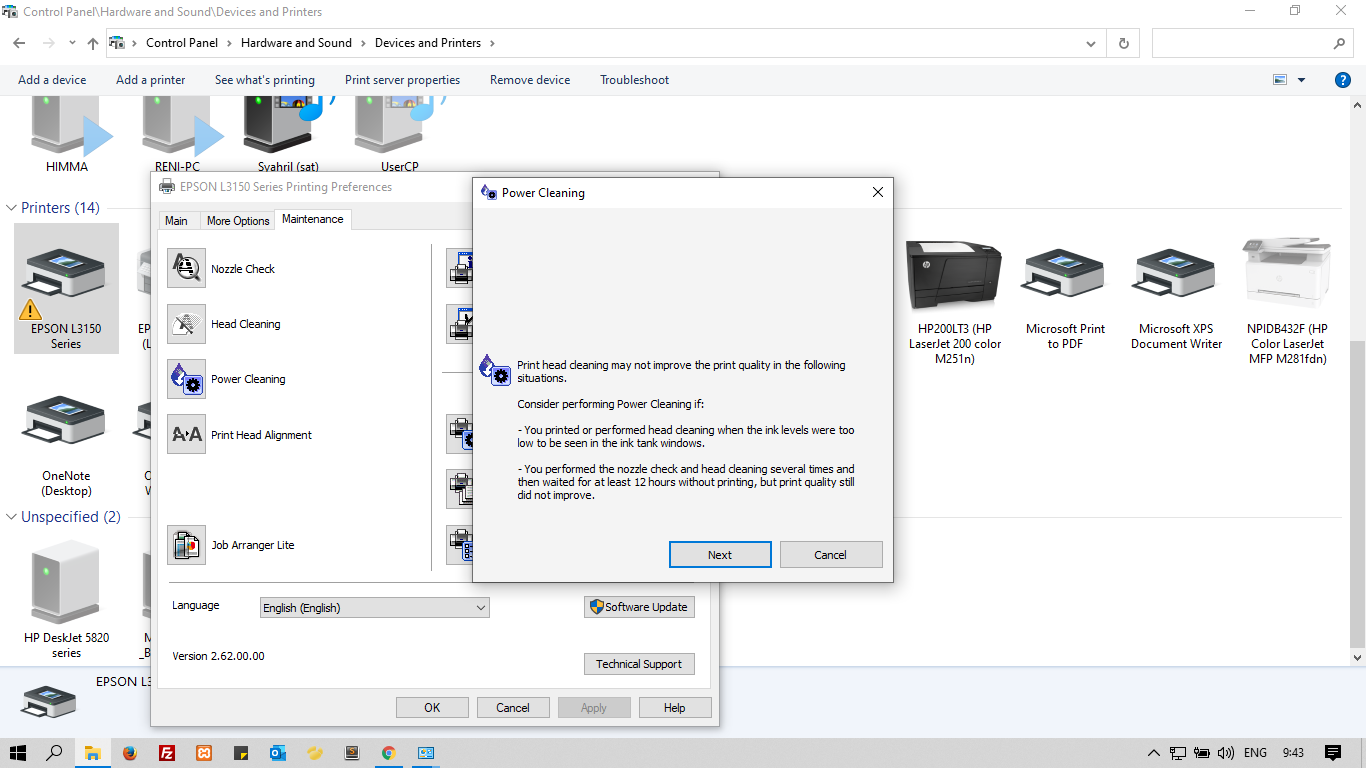 Control Panel\Hardware and Sound\Devices and Printers
Control Panel
Hardware and Sound
Devices and Printers
Add a device
Add a printer
See what's printing
Print server properties
Remove device
Troubleshoot
HIMMA
RENI-PC
Syahril (sat)
UserCP
Printers (14)
EPSON L3150
Series
HP200LT3 (HP
LaserJet 200 color
M251n)
Microsoft Print
to PDF
Microsoft XPS
Document Writer
NPIDB432F (HP
Color LaserJet
MFP M281fdn)
OneNote
(Desktop)
Unspecified (2)
HP DeskJet 5820
series
EPSON L3
EPSON L3150 Series Printing Preferences
Main
More Options
Maintenance
Nozzle Check
Head Cleaning
Power Cleaning
Print Head Alignment
Job Arranger Lite
Language
English (English)
Software Update
Version 2.62.00.00
Technical Support
OK
Cancel
Apply
Help
Power Cleaning
Print head cleaning may not improve the print quality in the following
situations.
Consider performing Power Cleaning if:
- You printed or performed head cleaning when the ink levels were too
low to be seen in the ink tank windows.
- You performed the nozzle check and head cleaning several times and
then waited for at least 12 hours without printing, but print quality still
did not improve.
Next
Cancel
ENG
9:43